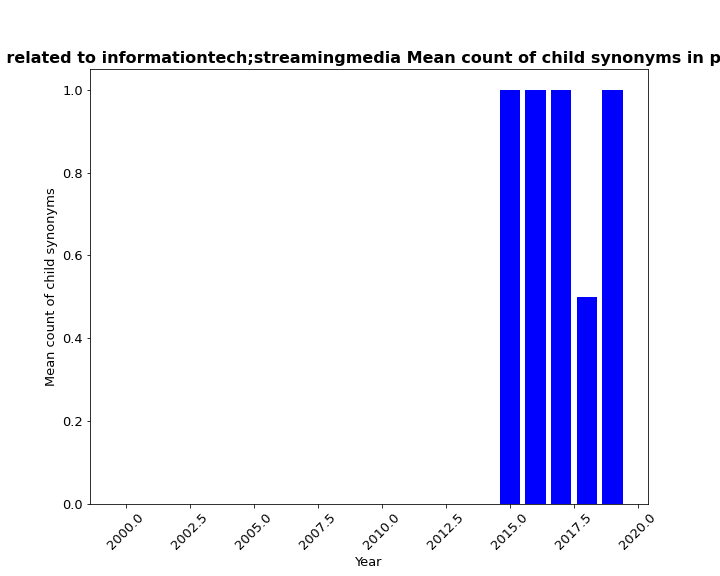 related to informationtech;streamingmedia Mean count of child synonyms in p
1.0
0.8
0.6
0.4
0.2
0.0
Mean count of child synonyms
2000.0 2002.5 2005.0 2007.5 2010.0 2012.5 2015.0 2017.5 2020.0
Year